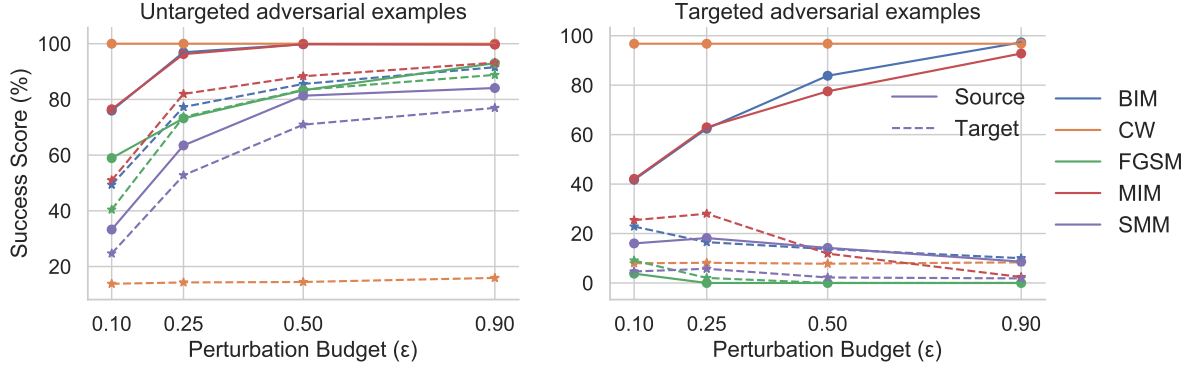 Untargeted adversarial examples
Success Score (%)
100
80
60
40
20
0.10 0.25 0.50 0.90
Perturbation Budget (ε)
Targeted adversarial examples
100
80
60
40
20
0
0.10 0.25 0.50 0.90
Perturbation Budget (ε)
Source
Target
BIM
CW
FGSM
MIM
SMM